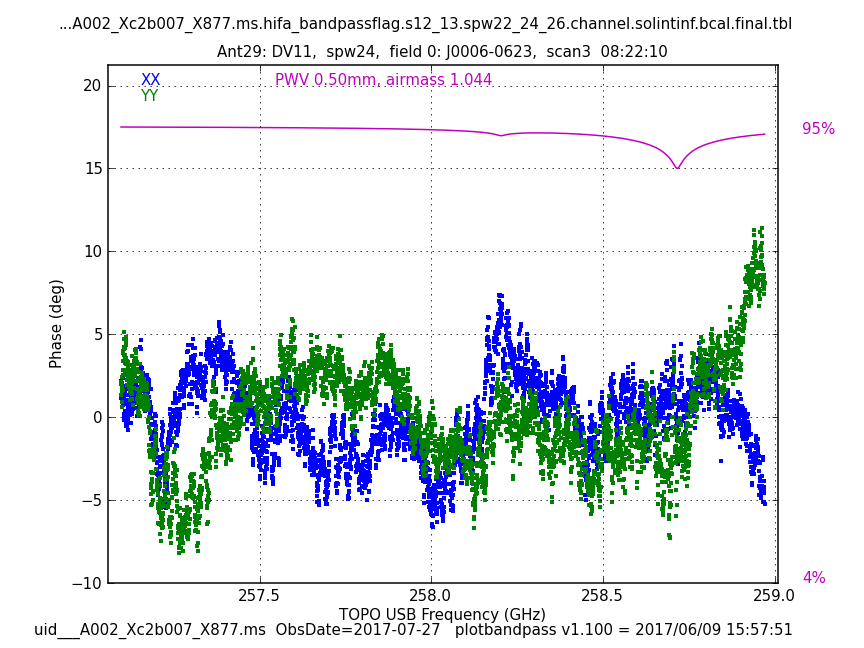 ...A002_Xc2b007_X877.ms.hifa_bandpassflag.s12_13.spw22_24_26.channel.solintinf.bcal.final.tbl
Ant29: DV11, spw24, field 0: J0006-0623, scan3 08:22:10
XX
YY
PWV 0.50mm, airmass 1.044
20
15
10
5
0
−5
−10
Phase (deg)
95%
4%
257.5
258.0
258.5
259.0
TOPO USB Frequency (GHz)
uid___A002_Xc2b007_X877.ms ObsDate=2017-07-27 plotbandpass v1.100 = 2017/06/09 15:57:51